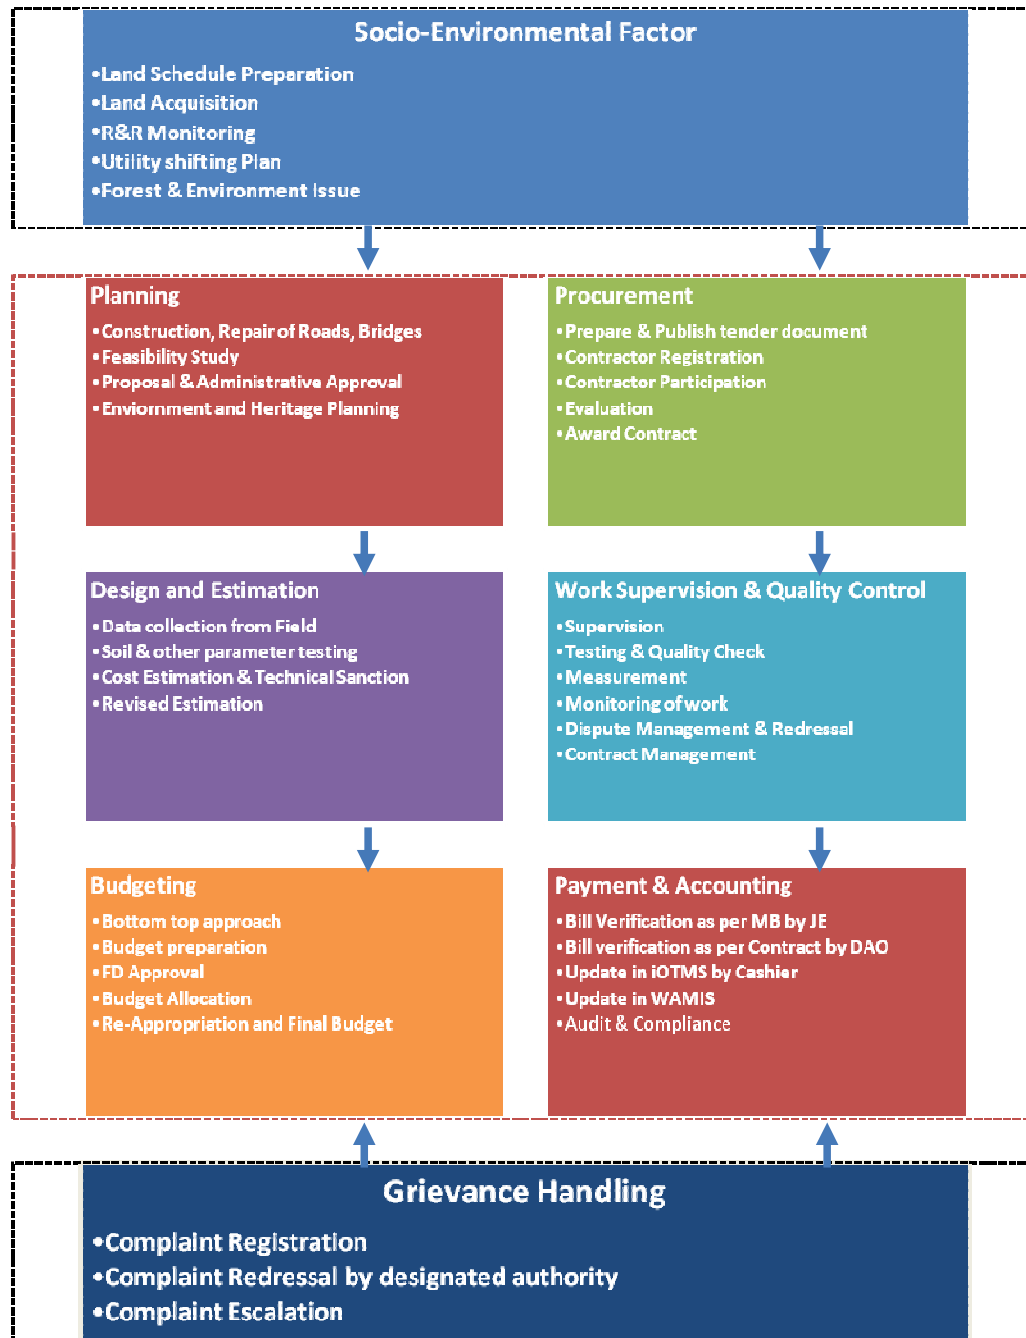 Socio-Environmental Factor
•Land Schedule Preparation
•Land Acquisition
•R&R Monitoring
•Utility shifting Plan
•Forest & Environment Issue
Planning
•Construction, Repair of Roads, Bridges
•Feasibility Study
•Proposal & Administrative Approval
•Enviornment and Heritage Planning
Procurement
•Prepare & Publish tender document
•Contractor Registration
•Contractor Participation
•Evaluation
•Award Contract
Design and Estimation
•Data collection from Field
•Soil & other parameter testing
•Cost Estimation & Technical Sanction
•Revised Estimation
Work Supervision & Quality Control
•Supervision
•Testing & Quality Check
•Measurement
•Monitoring of work
•Dispute Management & Redressal
•Contract Management
Budgeting
•Bottom top approach
•Budget preparation
•FD Approval
•Budget Allocation
•Re-Appropriation and Final Budget
Payment & Accounting
•Bill Verification as per MB by JE
•Bill verification as per Contract by DAO
•Update in iOTMS by Cashier
•Update in WAMIS
•Audit & Compliance
Grievance Handling
•Complaint Registration
•Complaint Redressal by designated authority
•Complaint Escalation